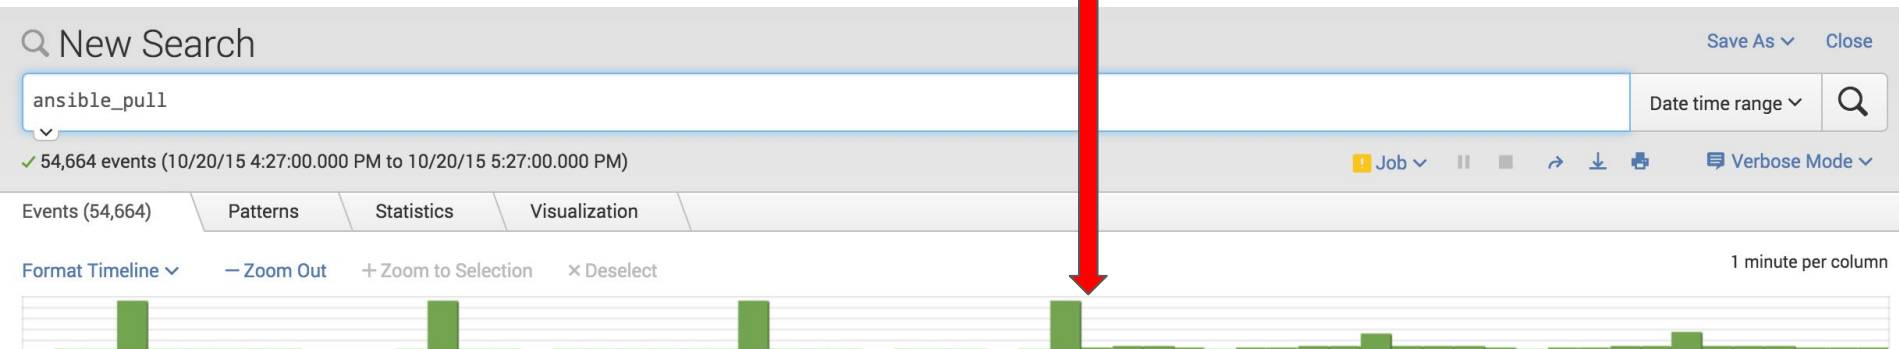 New Search
Save As Close
ansible_pull
Date time range
54,664 events (10/20/15 4:27:00.000 PM to 10/20/15 5:27:00.000 PM)
Job Verbose Mode
Events (54,664) Patterns Statistics Visualization
Format Timeline – Zoom Out + Zoom to Selection × Deselect
1 minute per column